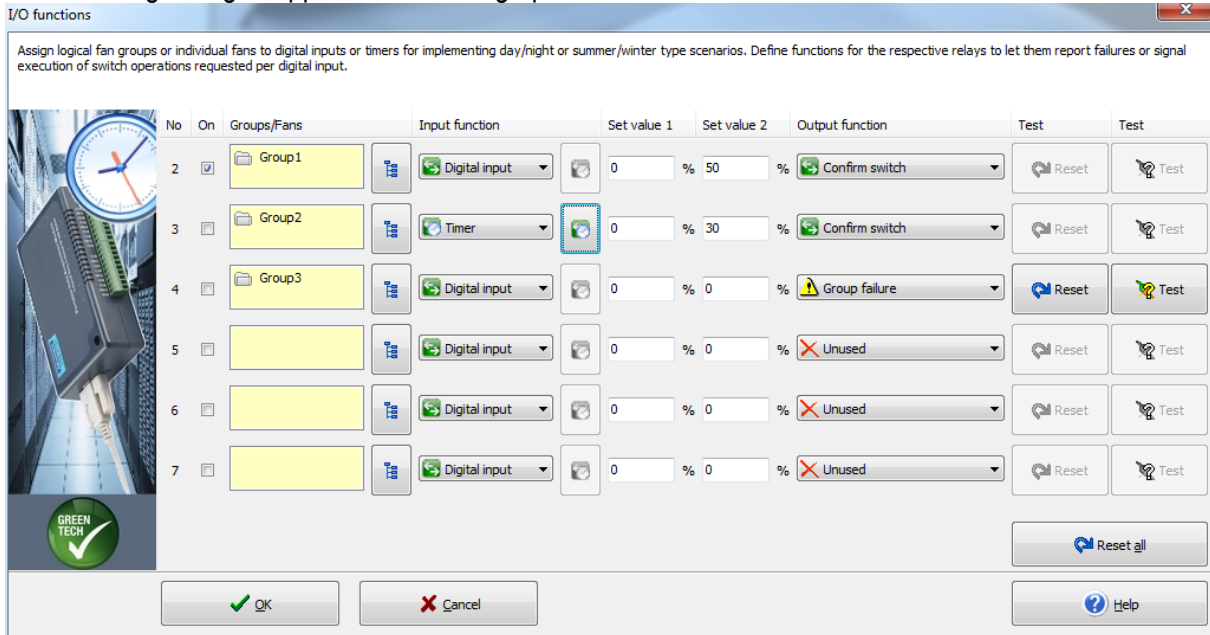 I/O functions
Assign logical fan groups or individual fans to digital inputs or timers for implementing day/night or summer/winter type scenarios. Define functions for the respective relays to let them report failures or signal
execution of switch operations requested per digital input.
No On Groups/Fans Input function Set value 1 Set value 2 Output function Test Test
2 Group1 Digital input 0 % 50 % Confirm switch Reset Test
3 Group2 Timer 0 % 30 % Confirm switch Reset Test
4 Group3 Digital input 0 % 0 % Group failure Reset Test
5 Digital input 0 % 0 % Unused Reset Test
6 Digital input 0 % 0 % Unused Reset Test
7 Digital input 0 % 0 % Unused Reset Test
GREEN
TECH
Reset all
OK Cancel Help